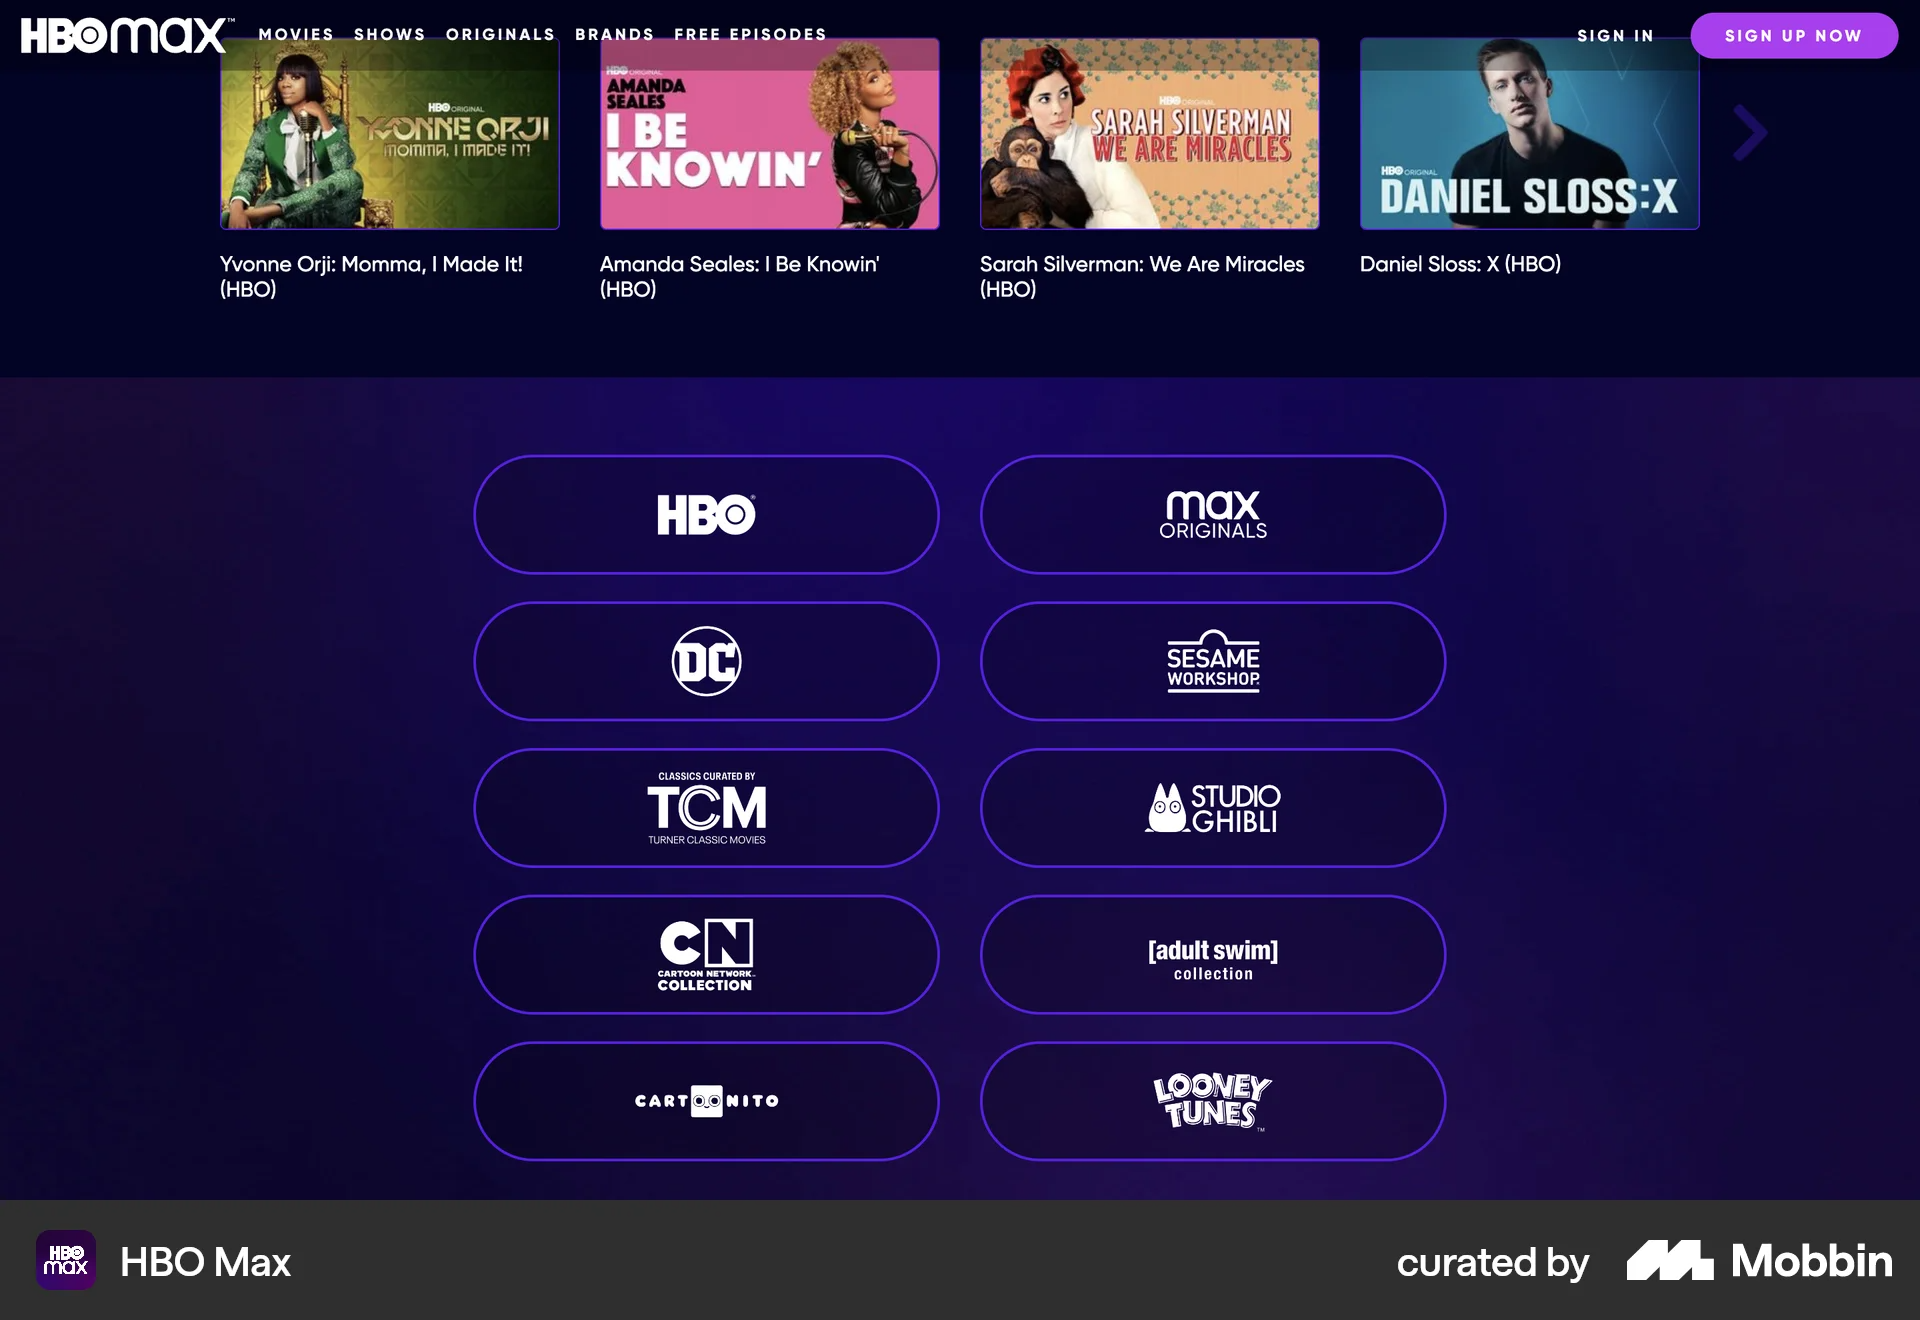 HBOmax™ MOVIES SHOWS ORIGINALS BRANDS FREE EPISODES SIGN IN SIGN UP NOW
HBO ORIGINAL
YVONNE ORJI
MOMMA, I MADE IT!
HBO ORIGINAL
AMANDA
SEALES
I BE
KNOWIN'
HBO ORIGINAL
SARAH SILVERMAN
WE ARE MIRACLES
HBO ORIGINAL
DANIEL SLOSS:X
Yvonne Orji: Momma, I Made It!
(HBO)
Amanda Seales: I Be Knowin'
(HBO)
Sarah Silverman: We Are Miracles
(HBO)
Daniel Sloss: X (HBO)
HBO®
max
ORIGINALS
DC
SESAME
WORKSHOP
CLASSICS CURATED BY
TCM
TURNER CLASSIC MOVIES
STUDIO
GHIBLI
CN
CARTOON NETWORK™
COLLECTION
[adult swim]
collection
CARTOONITO
LOONEY
TUNES™
HBO
max
HBO Max
curated by Mobbin